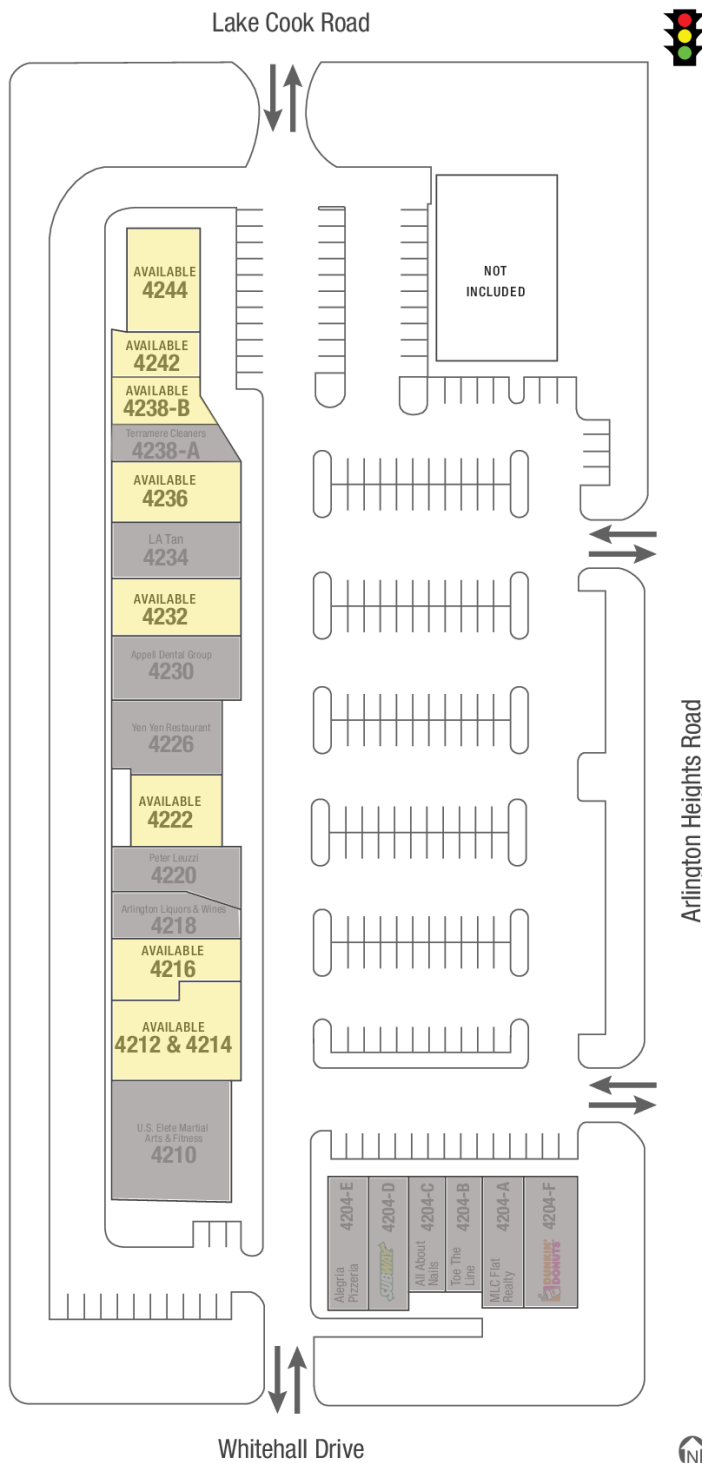 Lake Cook Road
NOT
INCLUDED
AVAILABLE
4244
AVAILABLE
4242
AVAILABLE
4238-B
Terramere Cleaners
4238-A
AVAILABLE
4236
LA Tan
4234
AVAILABLE
4232
Appell Dental Group
4230
Yen Yen Restaurant
4226
AVAILABLE
4222
Peter Leuzzi
4220
Arlington Liquors & Wines
4218
AVAILABLE
4216
AVAILABLE
4212 & 4214
U.S. Elete Martial
Arts & Fitness
4210
Arlington Heights Road
4204-E
Alegria
Pizzeria
4204-D
SUBWAY
4204-C
All About
Nails
4204-B
Toe The
Line
4204-A
MLC Flat
Realty
4204-F
DUNKIN'
DONUTS
Whitehall Drive
N